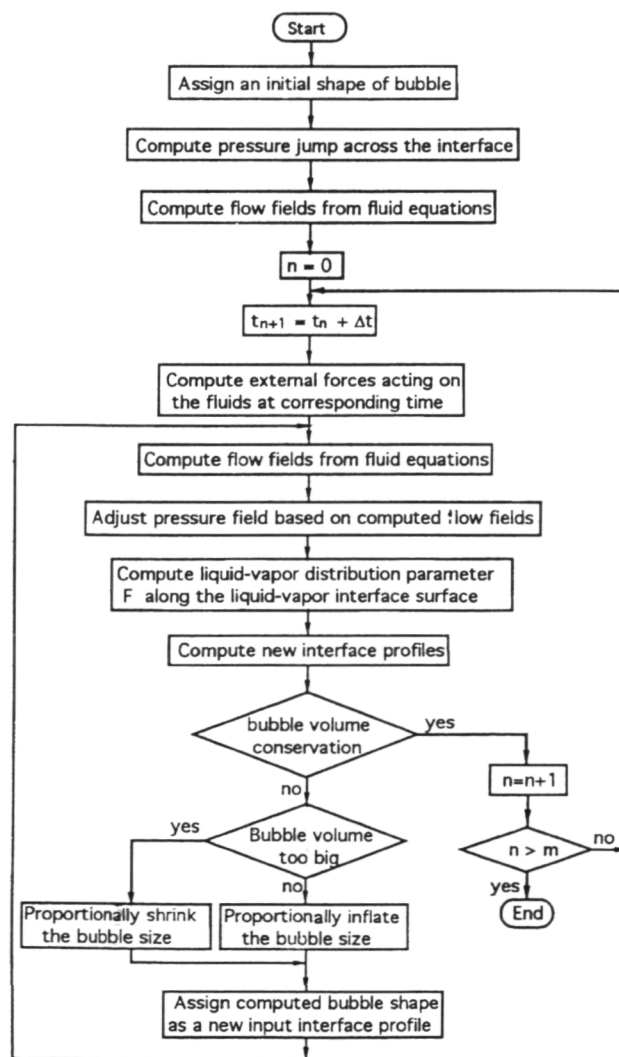 Start
Assign an initial shape of bubble
Compute pressure jump across the interface
Compute flow fields from fluid equations
n = 0
tn+1 = tn + Δt
Compute external forces acting on
the fluids at corresponding time
Compute flow fields from fluid equations
Adjust pressure field based on computed flow fields
Compute liquid-vapor distribution parameter
F along the liquid-vapor interface surface
Compute new interface profiles
bubble volume
conservation
yes
n=n+1
no
Bubble volume
too big
yes
n > m
no
no
yes
End
Proportionally shrink
the bubble size
Proportionally inflate
the bubble size
Assign computed bubble shape
as a new input interface profile